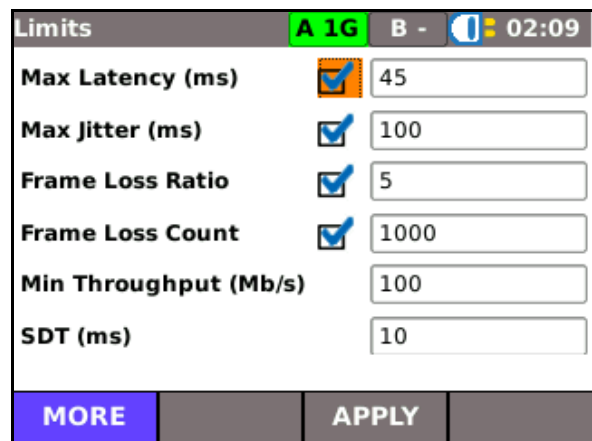 Limits A 1G B - 02:09
Max Latency (ms) 45
Max Jitter (ms) 100
Frame Loss Ratio 5
Frame Loss Count 1000
Min Throughput (Mb/s) 100
SDT (ms) 10
MORE APPLY